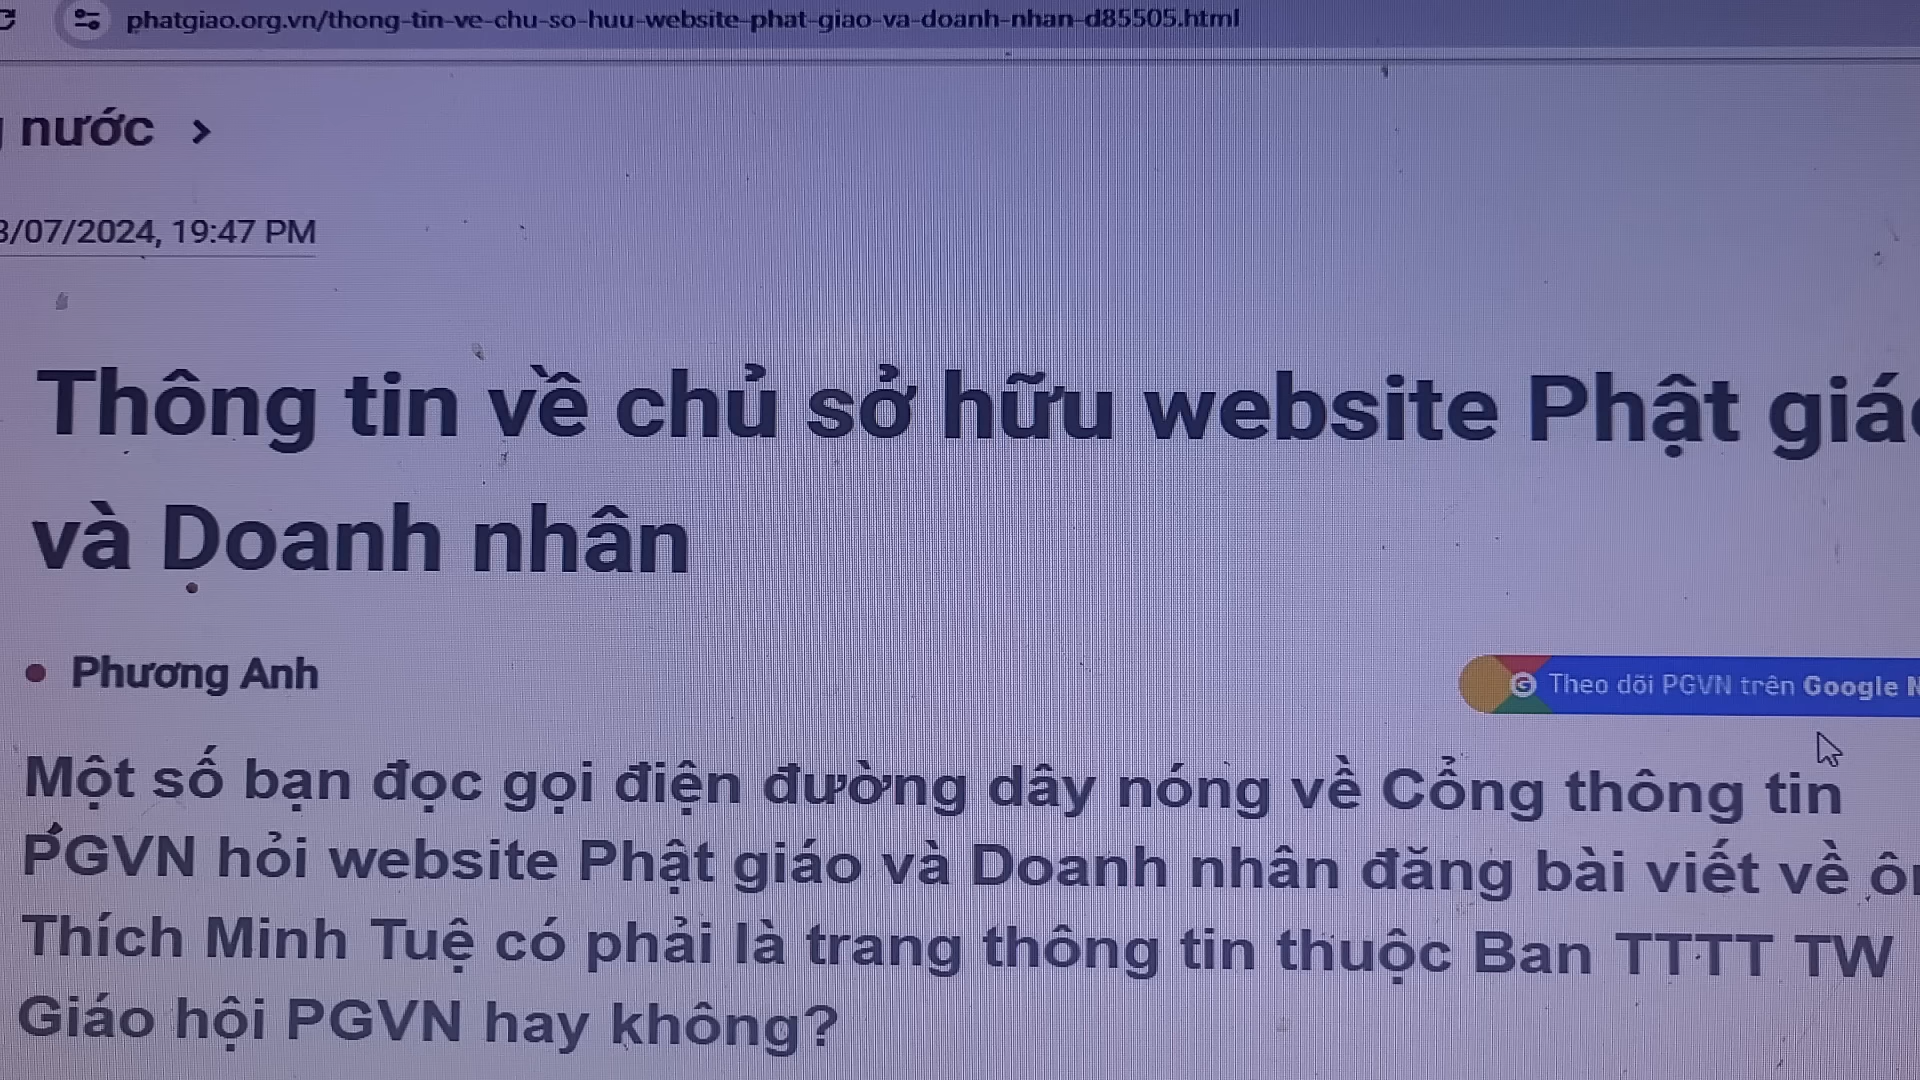 phatgiao.org.vn/thong-tin-ve-chu-so-huu-website-phat-giao-va-doanh-nhan-d85505.html
nước >
3/07/2024, 19:47 PM
Thông tin về chủ sở hữu website Phật giáo
và Doanh nhân
• Phương Anh
Theo dõi PGVN trên Google N
Một số bạn đọc gọi điện đường dây nóng về Cổng thông tin
PGVN hỏi website Phật giáo và Doanh nhân đăng bài viết về
Thích Minh Tuệ có phải là trang thông tin thuộc Ban TTTT TW
Giáo hội PGVN hay không?